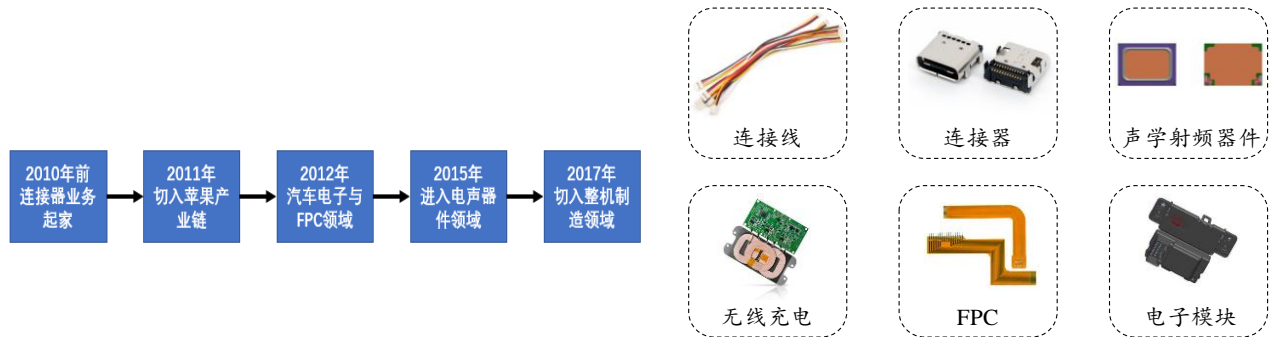 2010年前
连接器业务
起家
2011年
切入苹果产
业链
2012年
汽车电子与
FPC领域
2015年
进入电声器
件领域
2017年
切入整机制
造领域
连接线
连接器
声学射频器件
无线充电
FPC
电子模块